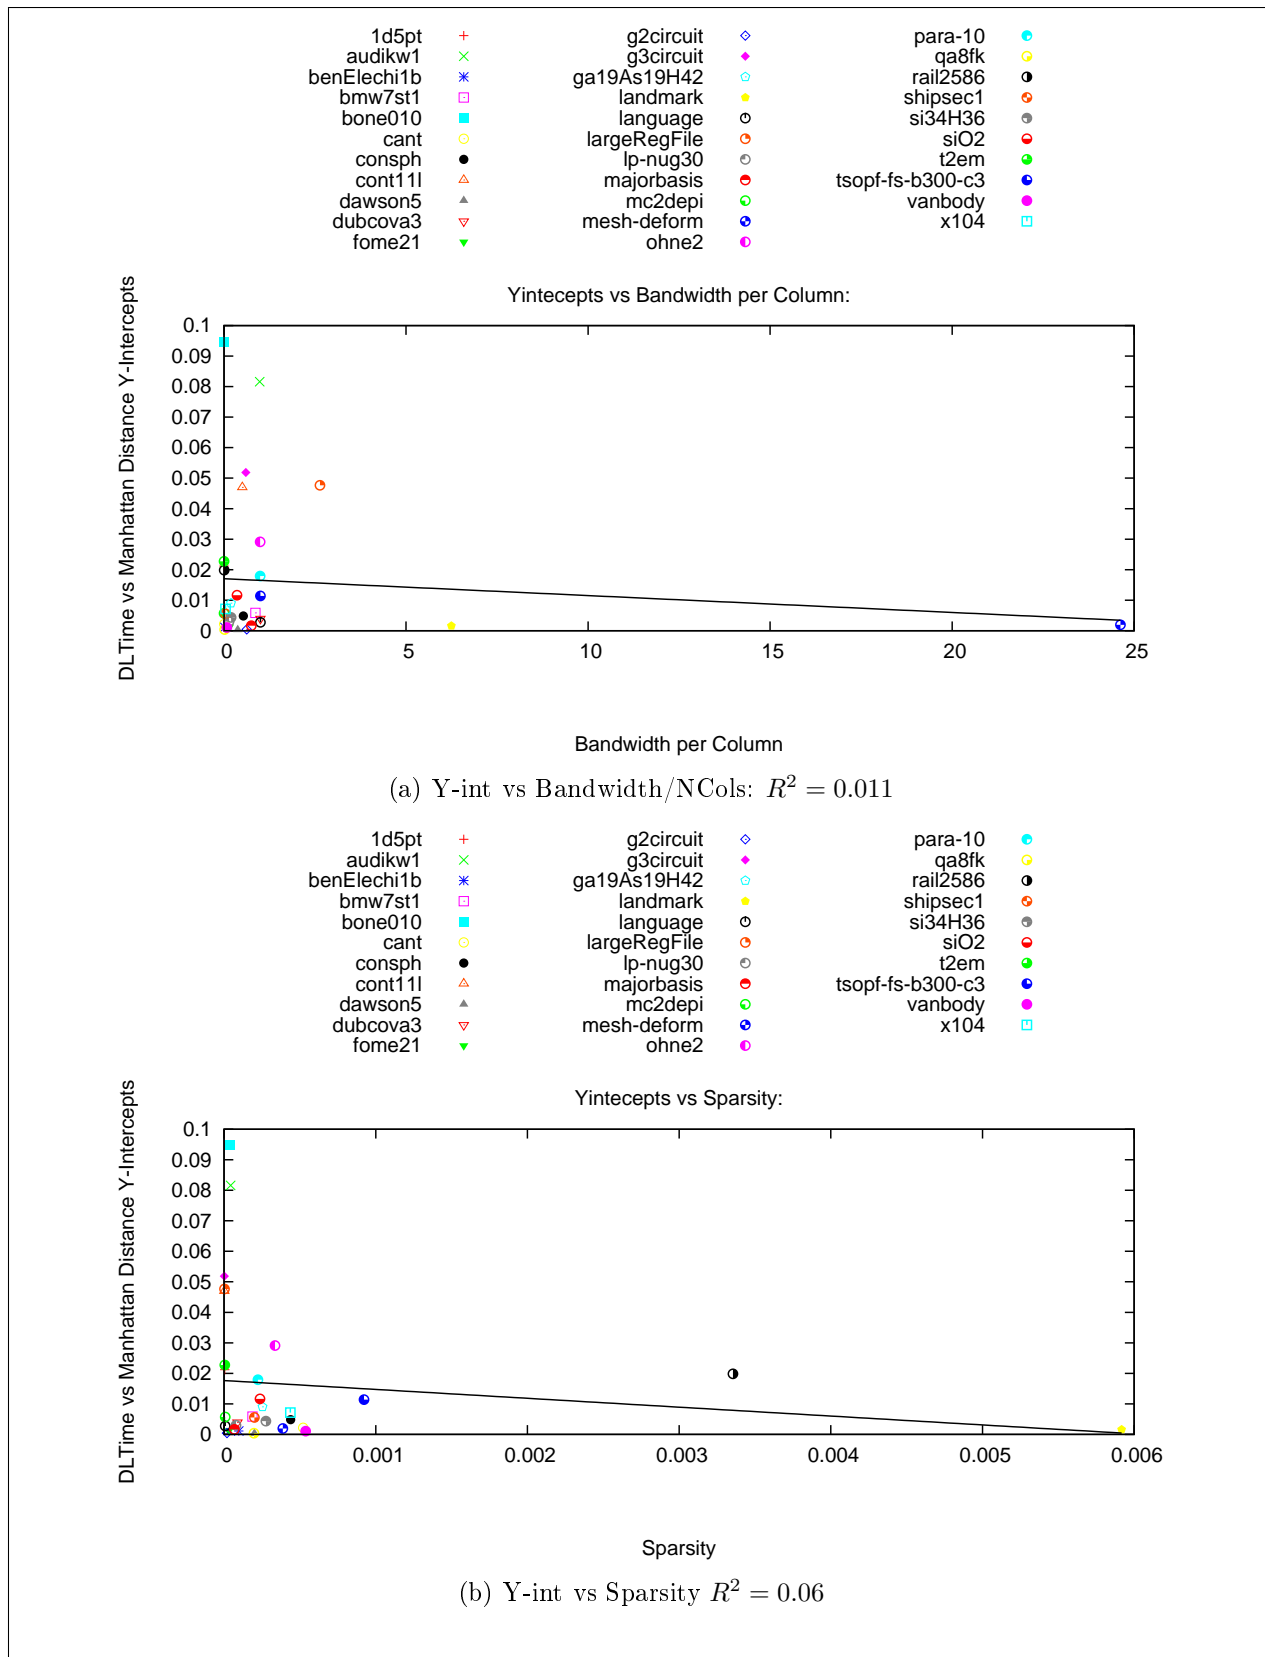 1d5pt g2circuit para-10
audikw1 g3circuit qa8fk
benElechi1b ga19As19H42 rail2586
bmw7st1 landmark shipsec1
bone010 language si34H36
cant largeRegFile siO2
consph lp-nug30 t2em
cont11l majorbasis tsopf-fs-b300-c3
dawson5 mc2depi vanbody
dubcova3 mesh-deform x104
fome21 ohne2
Yintecepts vs Bandwidth per Column:
DLTime vs Manhattan Distance Y-Intercepts
0.1
0.09
0.08
0.07
0.06
0.05
0.04
0.03
0.02
0.01
0
0 5 10 15 20 25
Bandwidth per Column
(a) Y-int vs Bandwidth/NCols: R² = 0.011
1d5pt g2circuit para-10
audikw1 g3circuit qa8fk
benElechi1b ga19As19H42 rail2586
bmw7st1 landmark shipsec1
bone010 language si34H36
cant largeRegFile siO2
consph lp-nug30 t2em
cont11l majorbasis tsopf-fs-b300-c3
dawson5 mc2depi vanbody
dubcova3 mesh-deform x104
fome21 ohne2
Yintecepts vs Sparsity:
DLTime vs Manhattan Distance Y-Intercepts
0.1
0.09
0.08
0.07
0.06
0.05
0.04
0.03
0.02
0.01
0
0 0.001 0.002 0.003 0.004 0.005 0.006
Sparsity
(b) Y-int vs Sparsity R² = 0.06